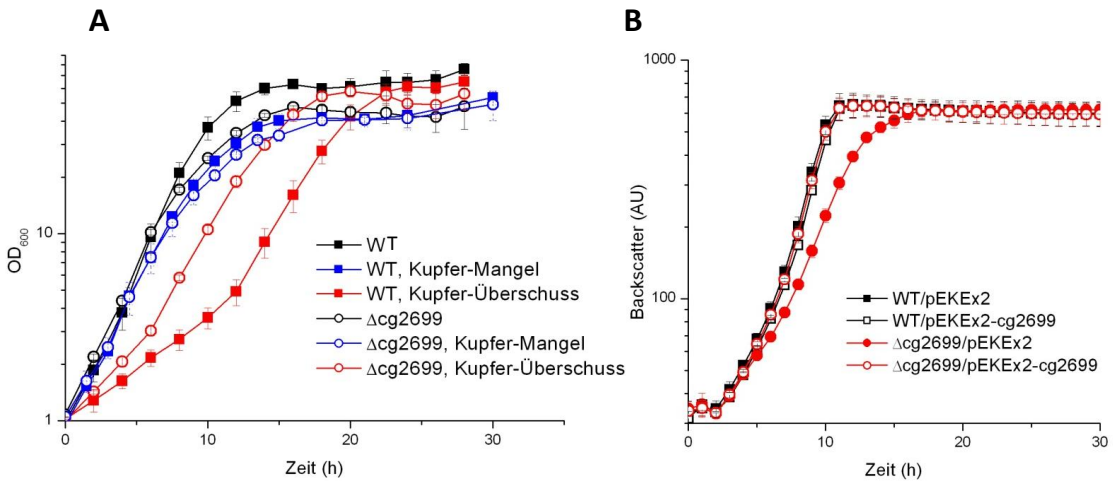 A
OD600
10
1
0
10
20
30
Zeit (h)
WT
WT, Kupfer-Mangel
WT, Kupfer-Überschuss
Δcg2699
Δcg2699, Kupfer-Mangel
Δcg2699, Kupfer-Überschuss
B
Backscatter (AU)
1000
100
0
10
20
30
Zeit (h)
WT/pEKEx2
WT/pEKEx2-cg2699
Δcg2699/pEKEx2
Δcg2699/pEKEx2-cg2699